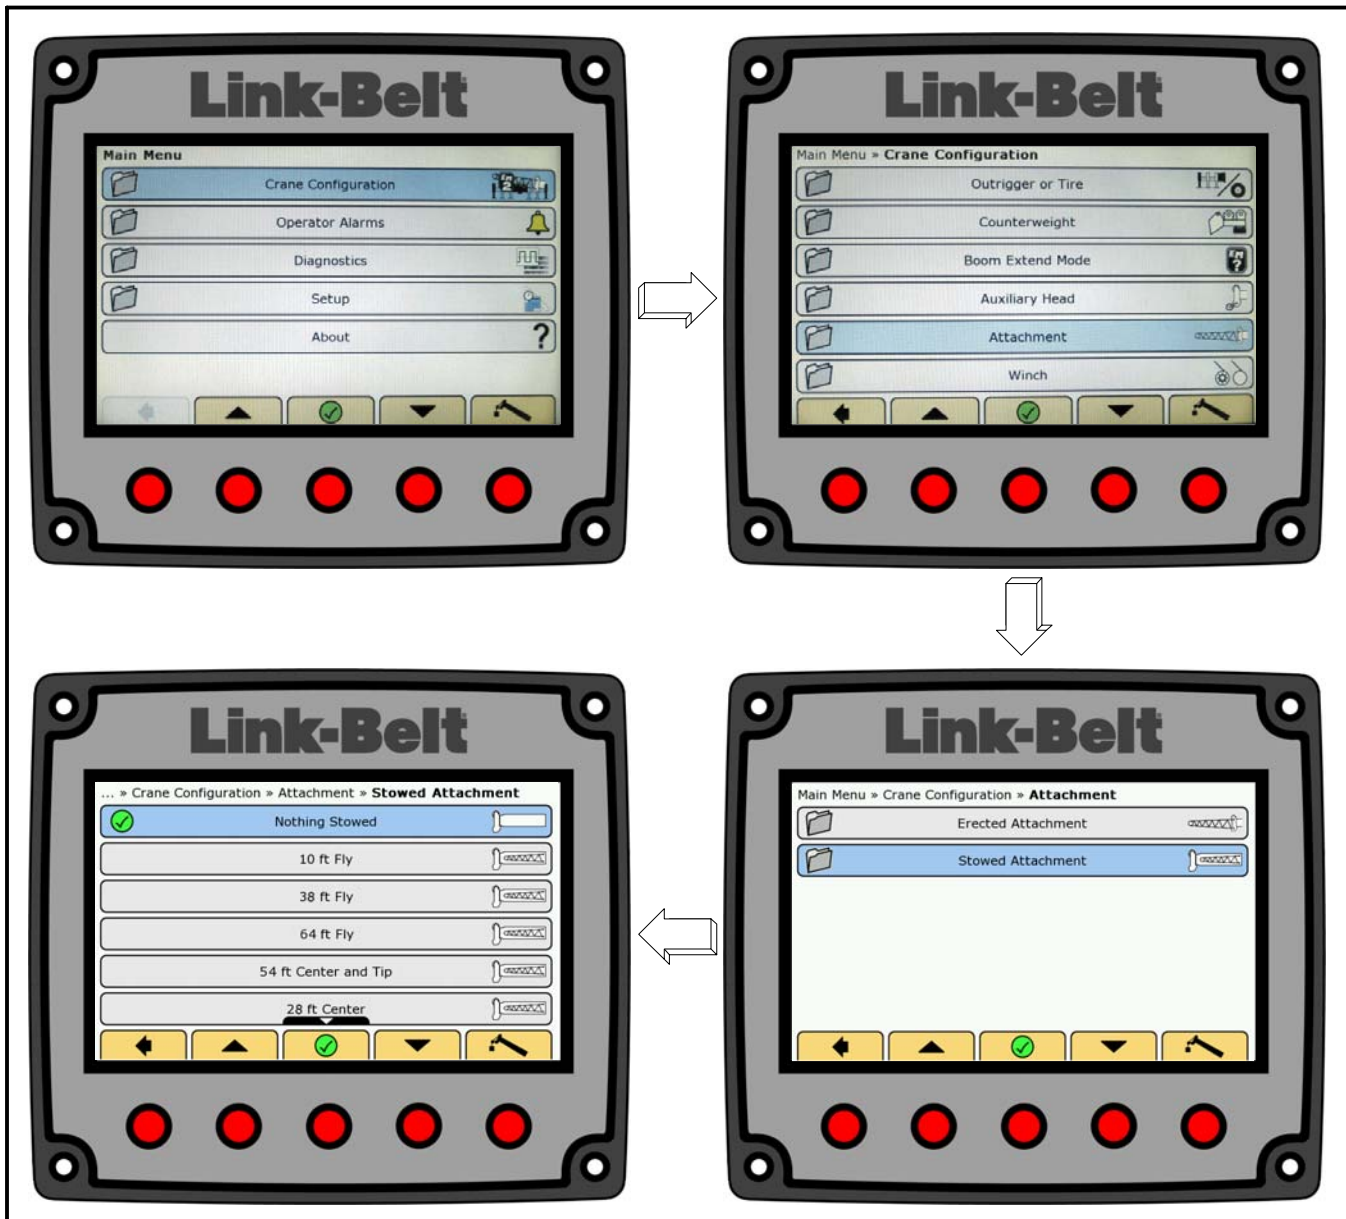 Link-Belt
Main Menu
Crane Configuration
Operator Alarms
Diagnostics
Setup
About
?
Link-Belt
Main Menu » Crane Configuration
Outrigger or Tire
Counterweight
Boom Extend Mode
?
Auxiliary Head
Attachment
Winch
Link-Belt
... » Crane Configuration » Attachment » Stowed Attachment
Nothing Stowed
10 ft Fly
38 ft Fly
64 ft Fly
54 ft Center and Tip
28 ft Center
Link-Belt
Main Menu » Crane Configuration » Attachment
Erected Attachment
Stowed Attachment